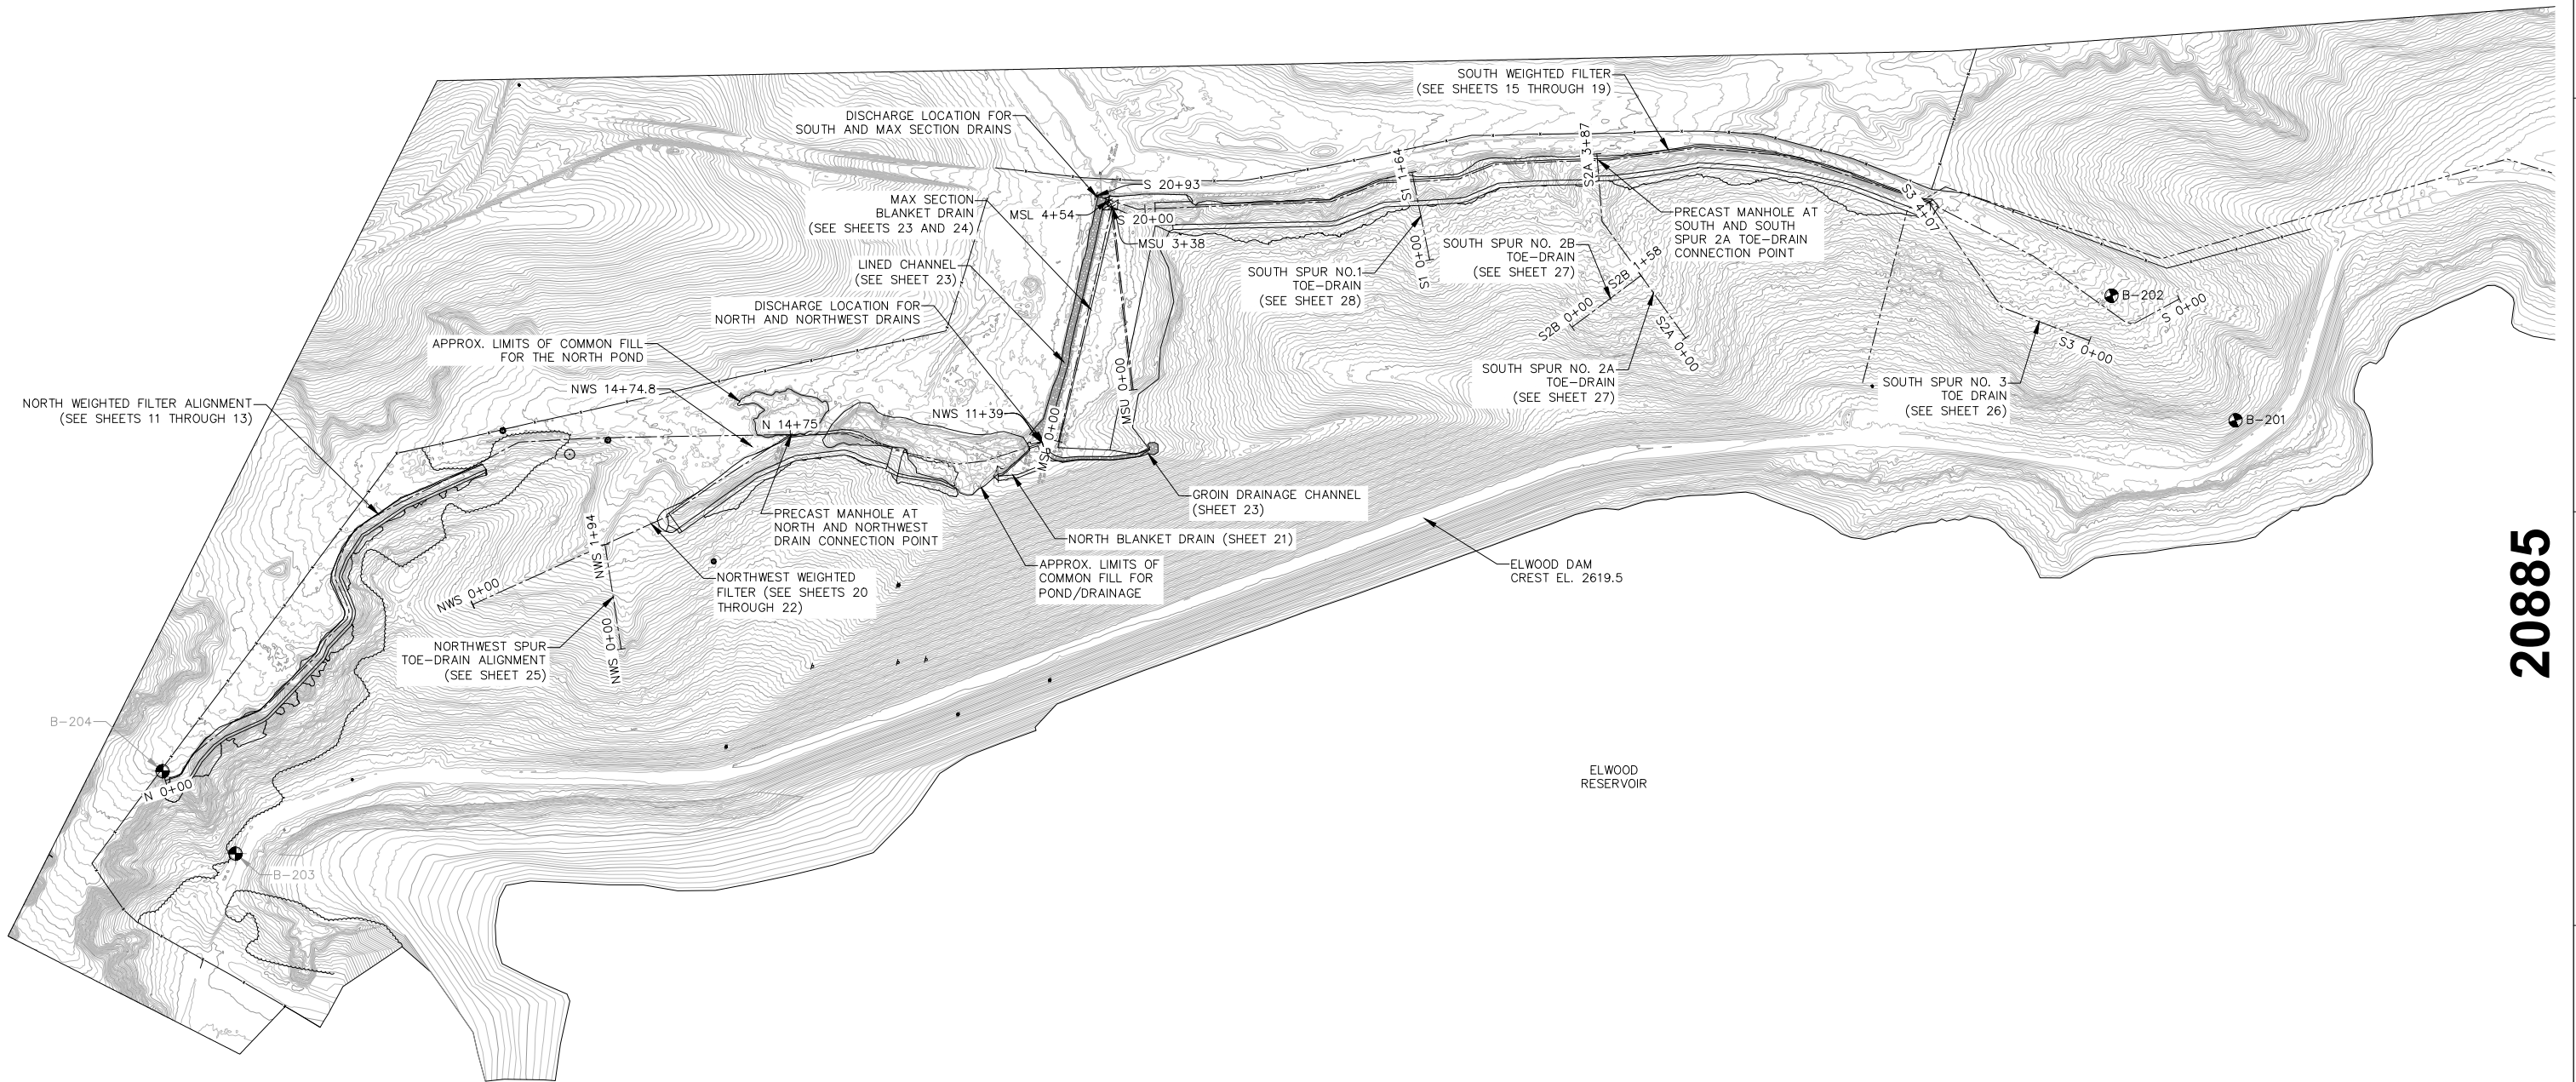 SOUTH WEIGHTED FILTER
(SEE SHEETS 15 THROUGH 19)
DISCHARGE LOCATION FOR
SOUTH AND MAX SECTION DRAINS
S2A 3+87
S1 1+64
S 20+93
S3 4+07
MAX SECTION
BLANKET DRAIN
(SEE SHEETS 23 AND 24)
MSL 4+54
S 20+00
MSU 3+38
PRECAST MANHOLE AT
SOUTH AND SOUTH
SPUR 2A TOE-DRAIN
CONNECTION POINT
SOUTH SPUR NO. 2B
TOE-DRAIN
(SEE SHEET 27)
S1 0+00
S2B 1+58
LINED CHANNEL
(SEE SHEET 23)
SOUTH SPUR NO.1
TOE-DRAIN
(SEE SHEET 28)
B-202
S 0+00
DISCHARGE LOCATION FOR
NORTH AND NORTHWEST DRAINS
S2B 0+00
S2A 0+00
S3 0+00
APPROX. LIMITS OF COMMON FILL
FOR THE NORTH POND
SOUTH SPUR NO. 2A
TOE-DRAIN
(SEE SHEET 27)
SOUTH SPUR NO. 3
TOE DRAIN
(SEE SHEET 26)
NWS 14+74.8
MSU 0+00
NORTH WEIGHTED FILTER ALIGNMENT
(SEE SHEETS 11 THROUGH 13)
NWS 11+39
N 14+75
0+00
B-201
GROIN DRAINAGE CHANNEL
(SHEET 23)
PRECAST MANHOLE AT
NORTH AND NORTHWEST
DRAIN CONNECTION POINT
NORTH BLANKET DRAIN (SHEET 21)
NWS 1+94
APPROX. LIMITS OF
COMMON FILL FOR
POND/DRAINAGE
ELWOOD DAM
CREST EL. 2619.5
NWS 0+00
NORTHWEST WEIGHTED
FILTER (SEE SHEETS 20
THROUGH 22)
NORTHWEST SPUR
TOE-DRAIN ALIGNMENT
(SEE SHEET 25)
NWS 0+00
20885
B-204
N 0+00
ELWOOD
RESERVOIR
B-203